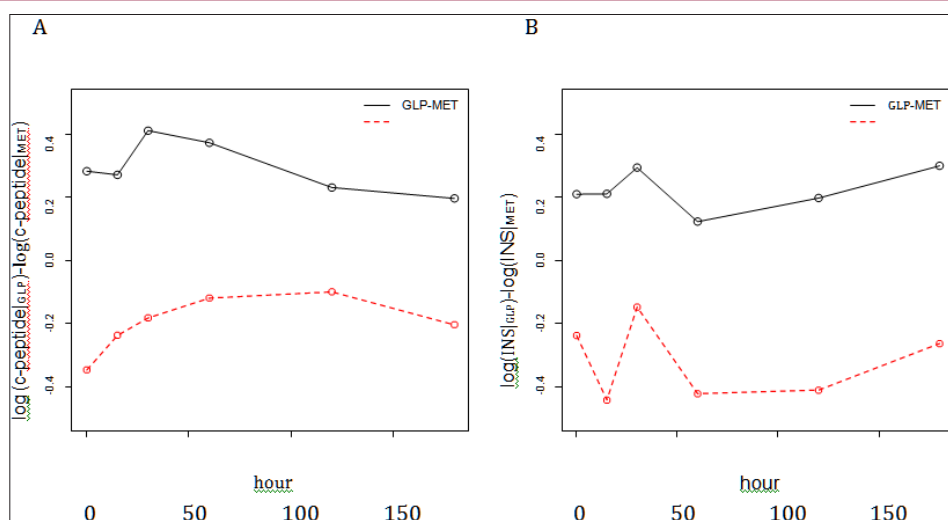 A
B
GLP-MET
GLP-MET
log (c-peptide|GLP)-log(c-peptide|MET)
0.4
0.2
0.0
-0.2
-0.4
log(INS|GLP)-log(INS|MET)
0.4
0.2
0.0
-0.2
-0.4
hour
hour
0 50 100 150
0 50 100 150